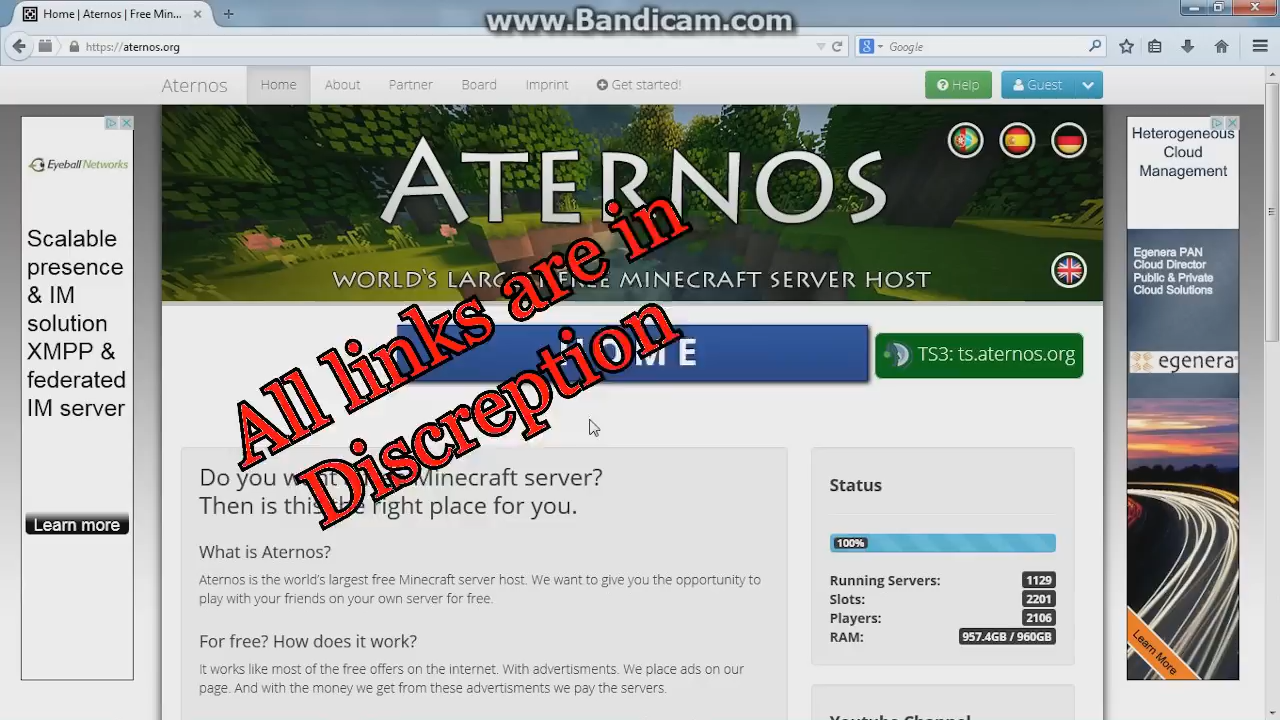 www.Bandicam.com
Home | Aternos | Free Min...
https://aternos.org
Google
Aternos
Home
About
Partner
Board
Imprint
Get started!
Help
Guest
Eyeball Networks
Scalable
presence
& IM
solution
XMPP &
federated
IM server
Learn more
ATERNOS
WORLD'S LARGEST FREE MINECRAFT SERVER HOST
All links are in
Discreption
HOME
TS3: ts.aternos.org
Do you want Minecraft server?
Then is this the right place for you.
What is Aternos?
Aternos is the world's largest free Minecraft server host. We want to give you the opportunity to
play with your friends on your own server for free.
For free? How does it work?
It works like most of the free offers on the internet. With advertisments. We place ads on our
page. And with the money we get from these advertisments we pay the servers.
Status
100%
Running Servers: 1129
Slots: 2201
Players: 2106
RAM: 957.4GB / 960GB
Youtube Channel
Heterogeneous
Cloud
Management
Egenera PAN
Cloud Director
Public & Private
Cloud Solutions
egenera
Learn More